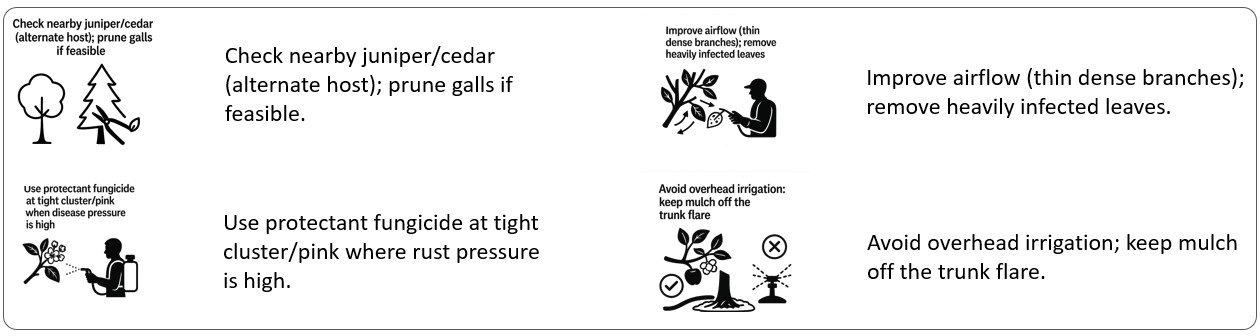 Check nearby juniper/cedar
(alternate host); prune galls
if feasible
Check nearby juniper/cedar
(alternate host); prune galls if
feasible.
Improve airflow (thin
dense branches); remove
heavily infected leaves
Improve airflow (thin dense branches);
remove heavily infected leaves.
Use protectant fungicide
at tight cluster/pink
when disease pressure
is high
Use protectant fungicide at tight
cluster/pink where rust pressure
is high.
Avoid overhead irrigation:
keep mulch off the
trunk flare
Avoid overhead irrigation; keep mulch
off the trunk flare.